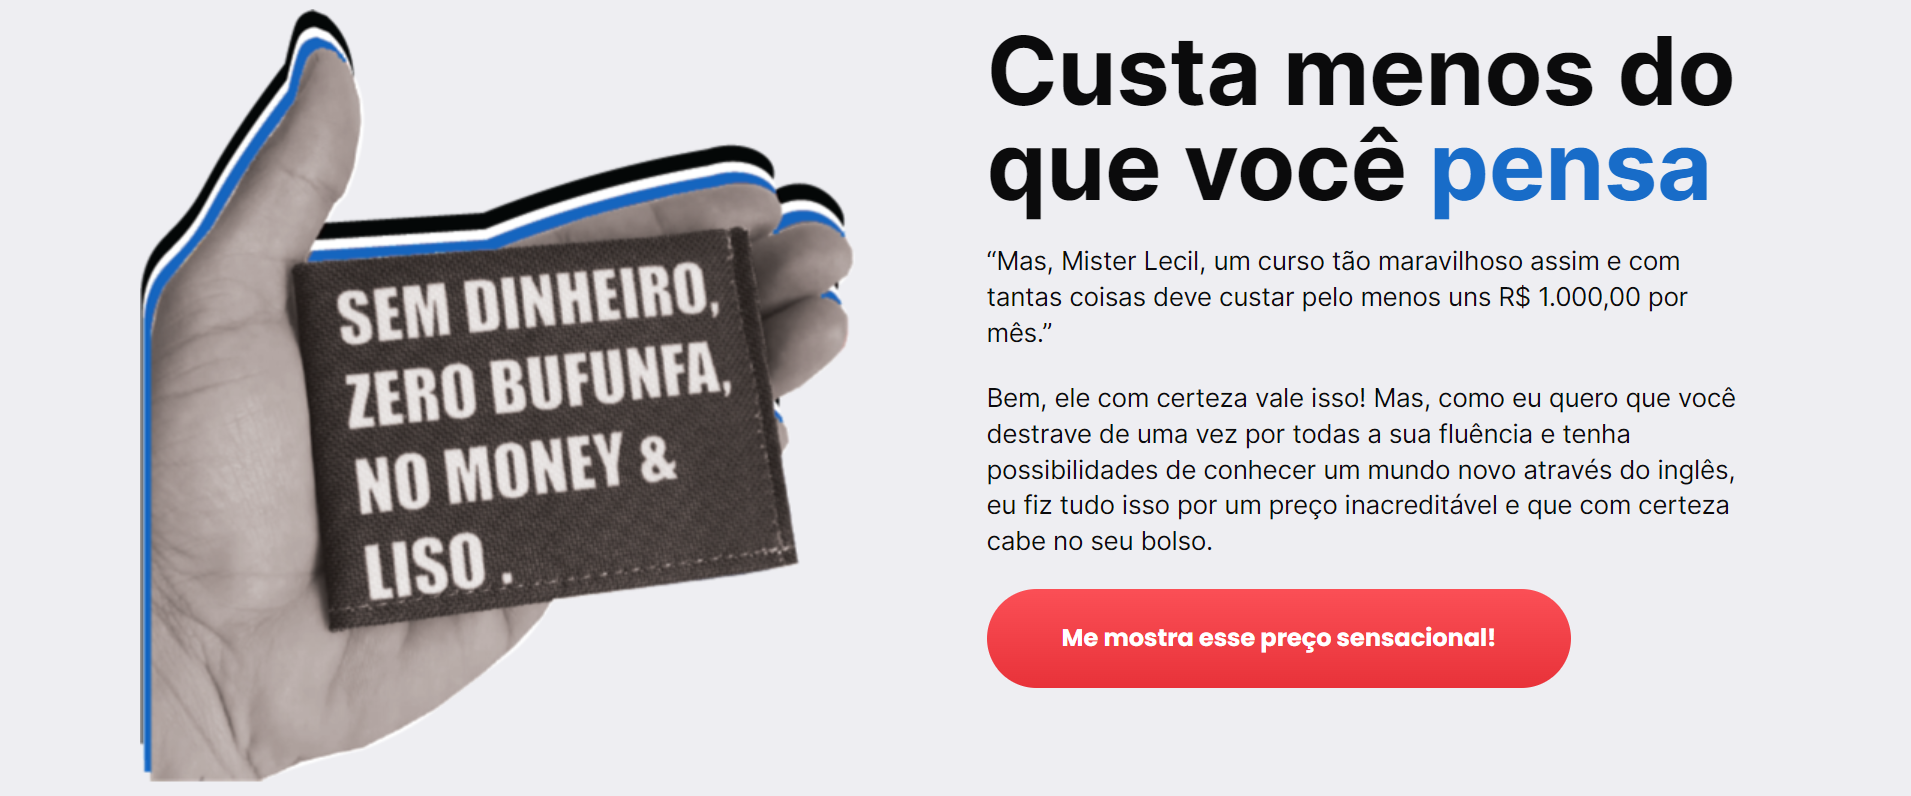 SEM DINHEIRO,
ZERO BUFUNFA,
NO MONEY &
LISO .
Custa menos do
que você pensa
“Mas, Mister Lecil, um curso tão maravilhoso assim e com
tantas coisas deve custar pelo menos uns R$ 1.000,00 por
mês.”
Bem, ele com certeza vale isso! Mas, como eu quero que você
destrave de uma vez por todas a sua fluência e tenha
possibilidades de conhecer um mundo novo através do inglês,
eu fiz tudo isso por um preço inacreditável e que com certeza
cabe no seu bolso.
Me mostra esse preço sensacional!